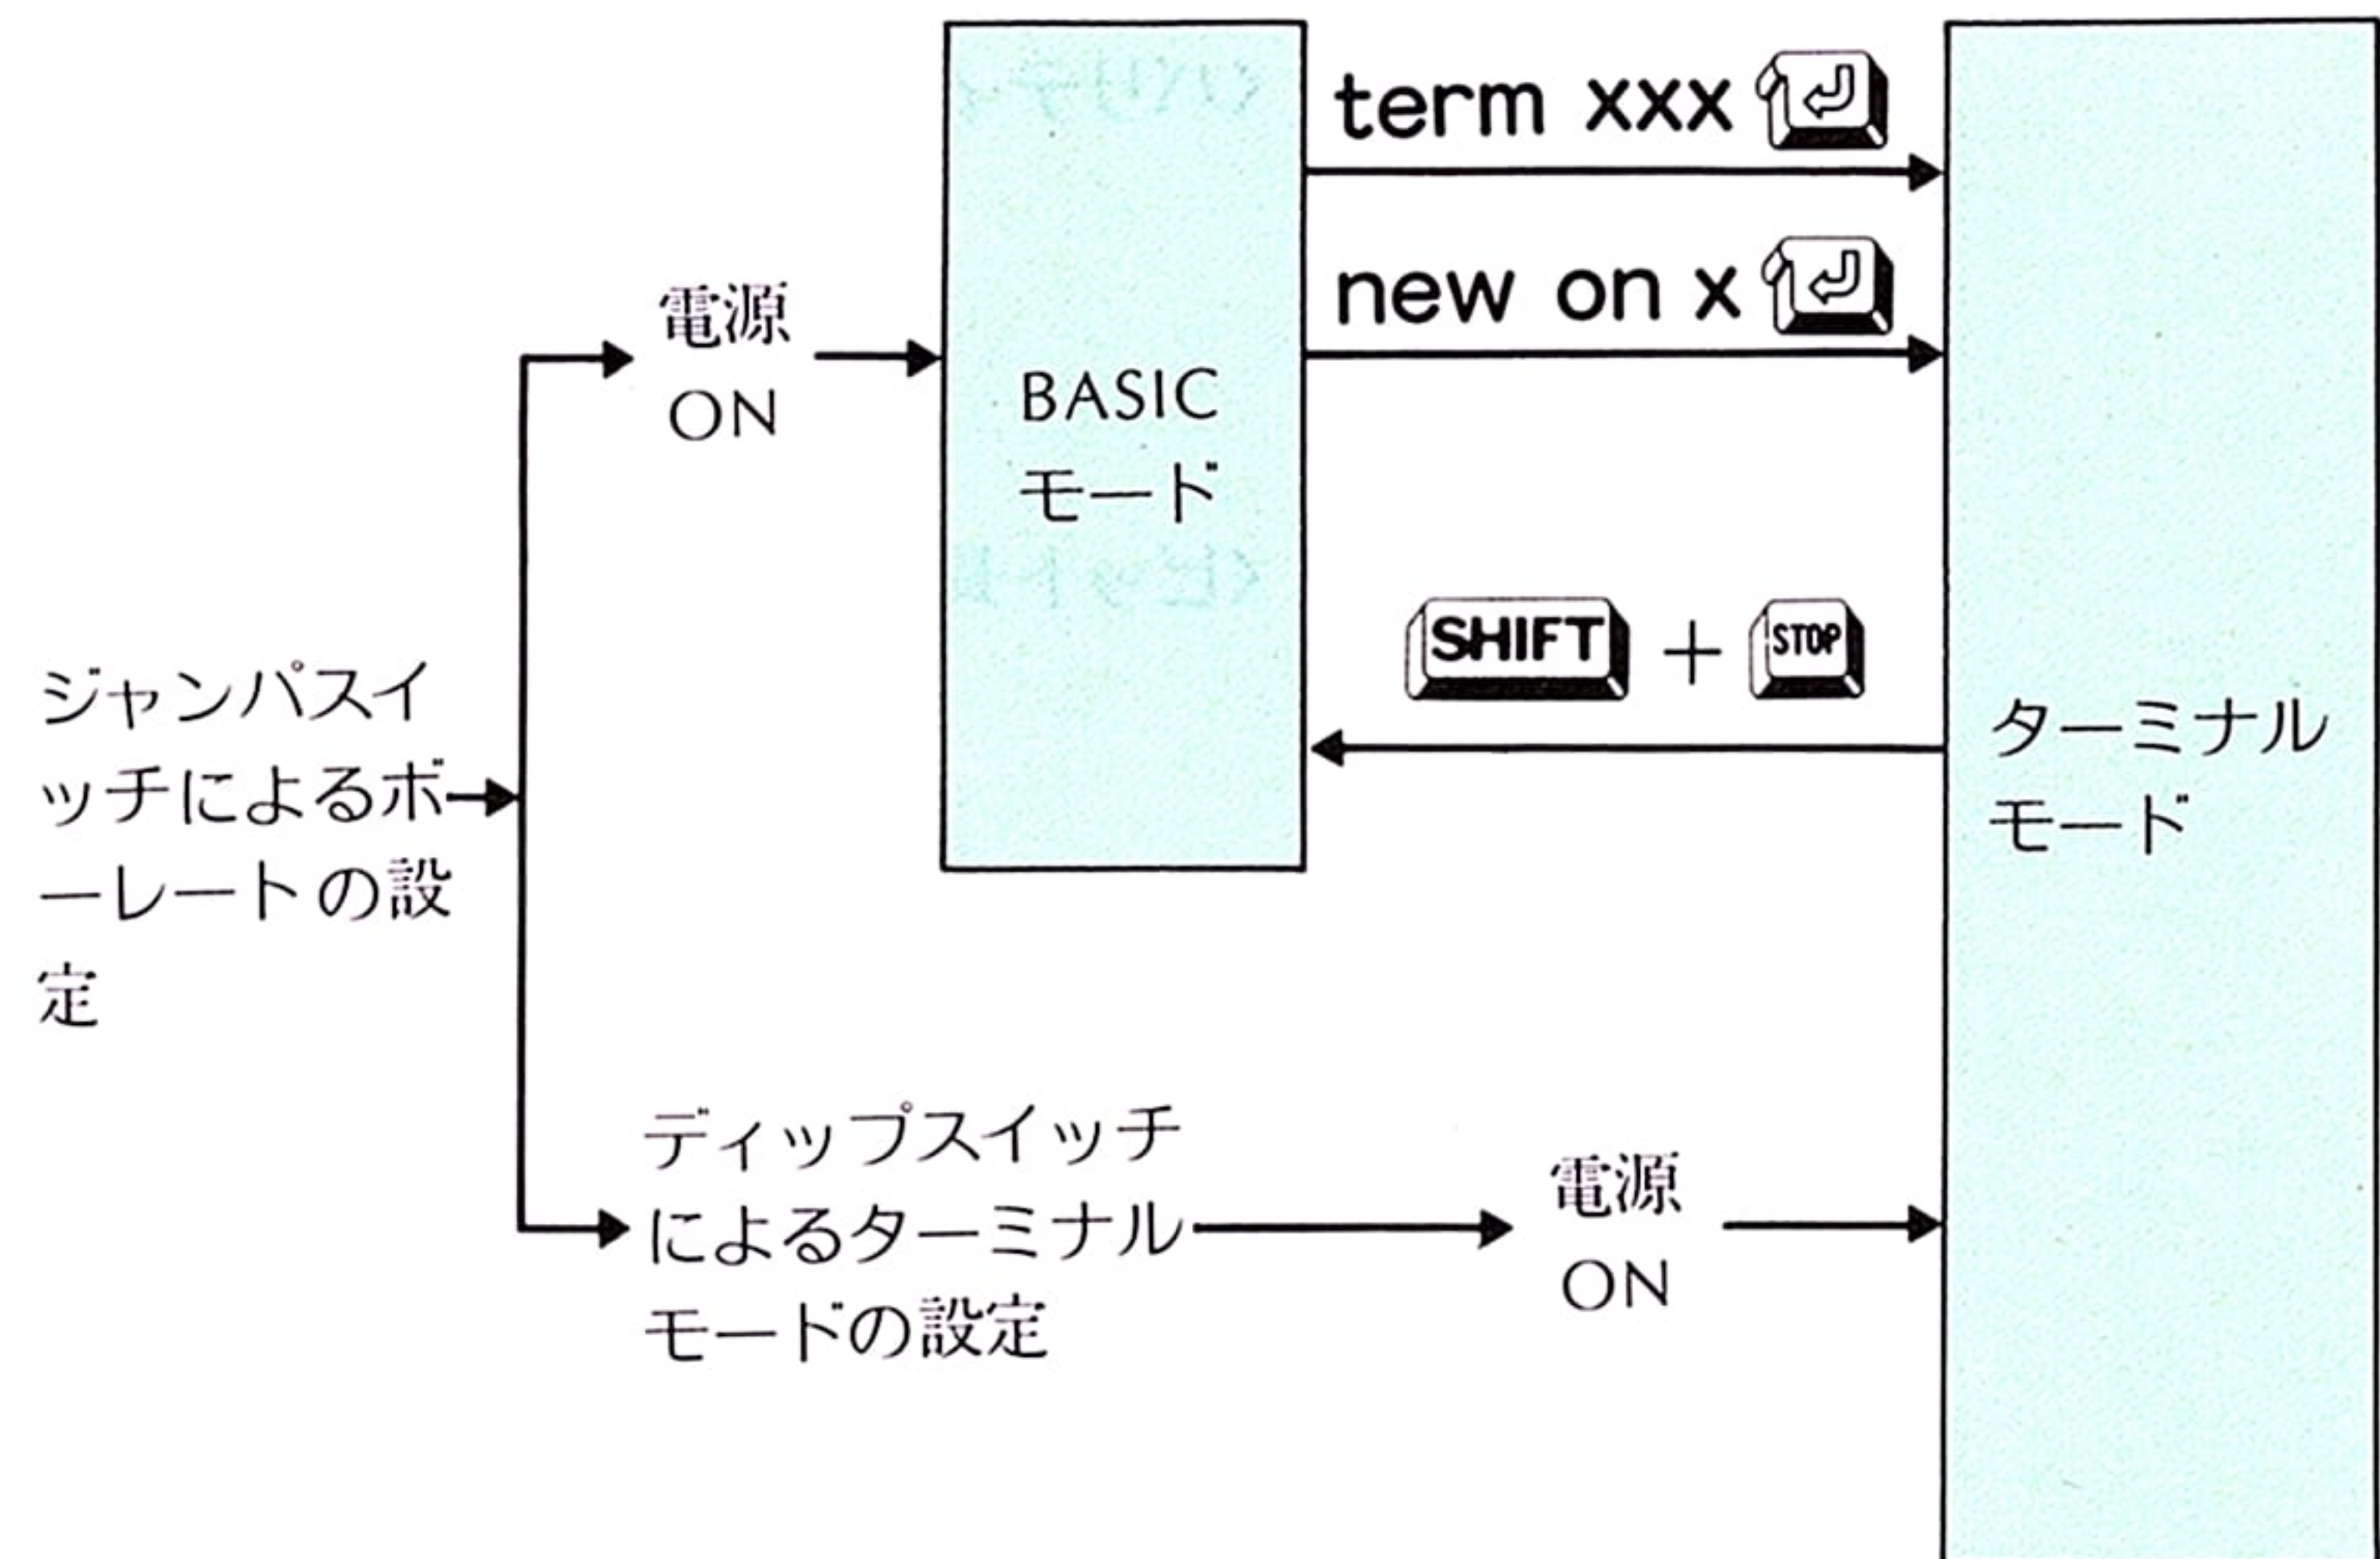 ジャンパスイ
ッチによるボ
ーレートの設
定
電源
ON
BASIC
モード
term xxx
new on x
SHIFT + STOP
ターミナル
モード
ディップスイッチ
によるターミナル
モードの設定
電源
ON